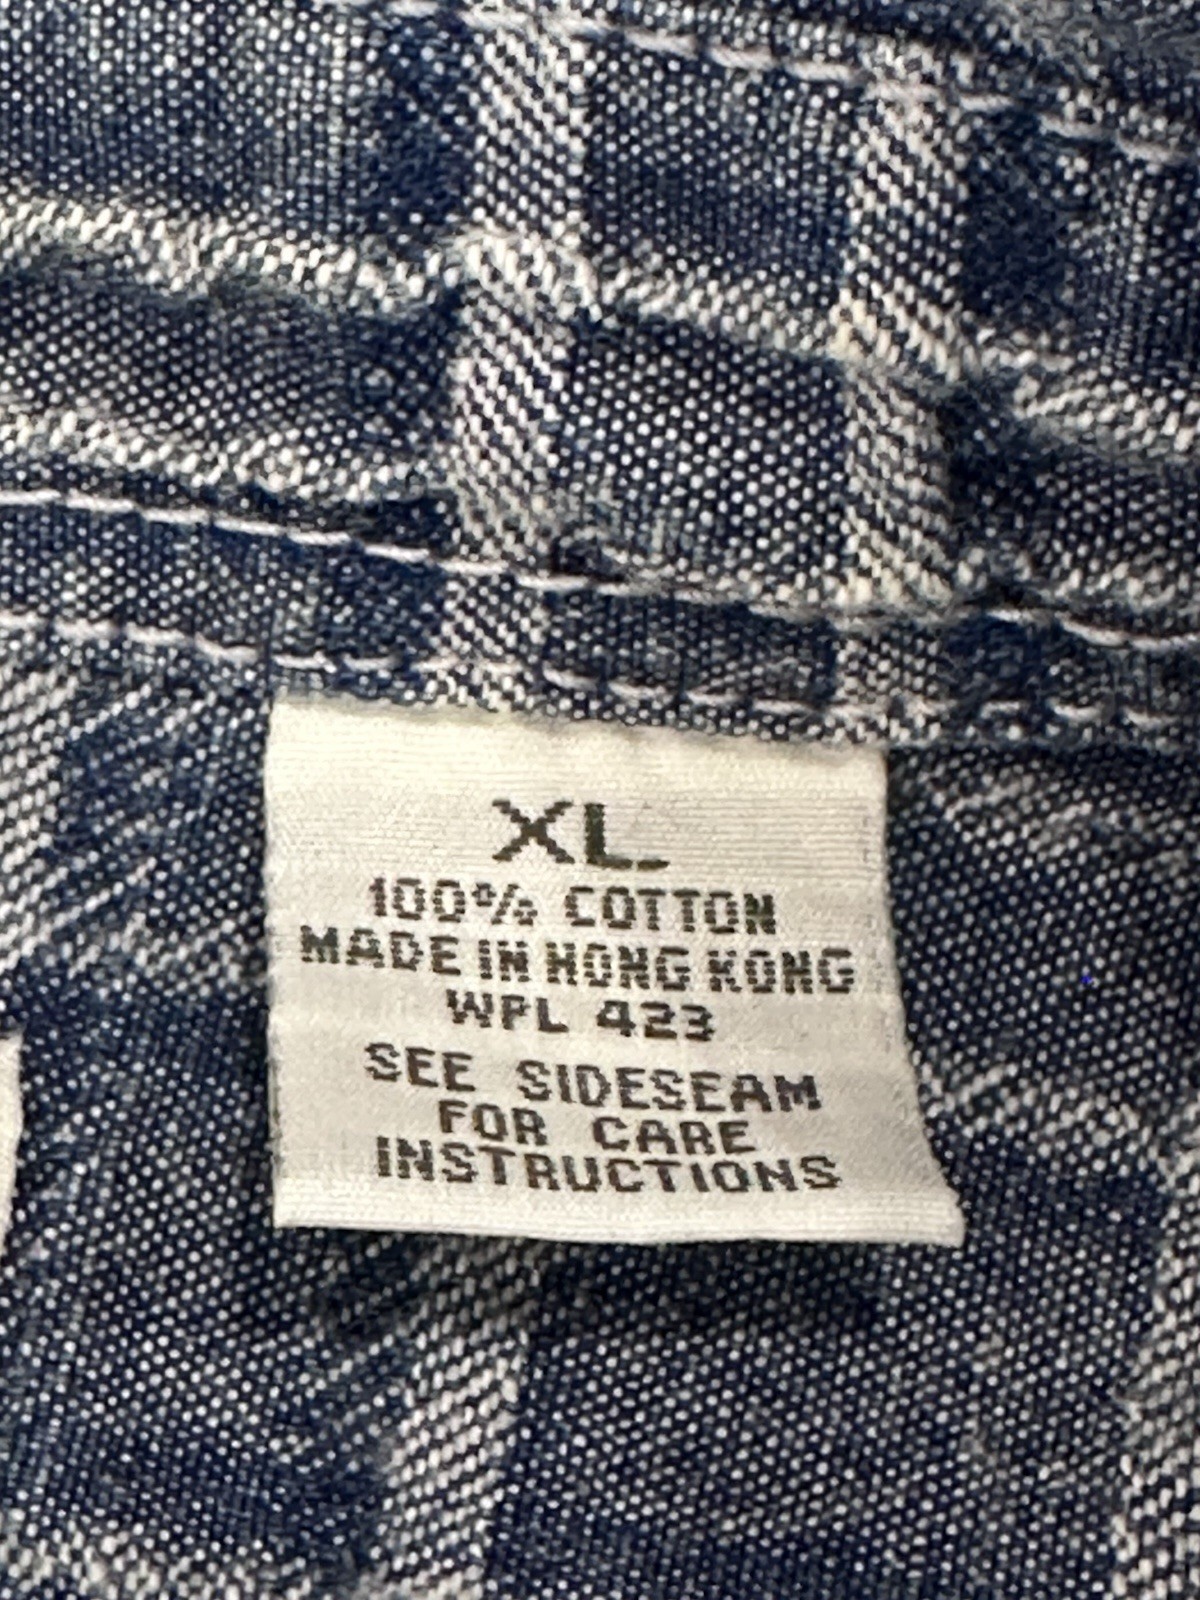 XL
100% COTTON
MADE IN HONG KONG
WPL 423
SEE SIDESEAM
FOR CARE
INSTRUCTIONS